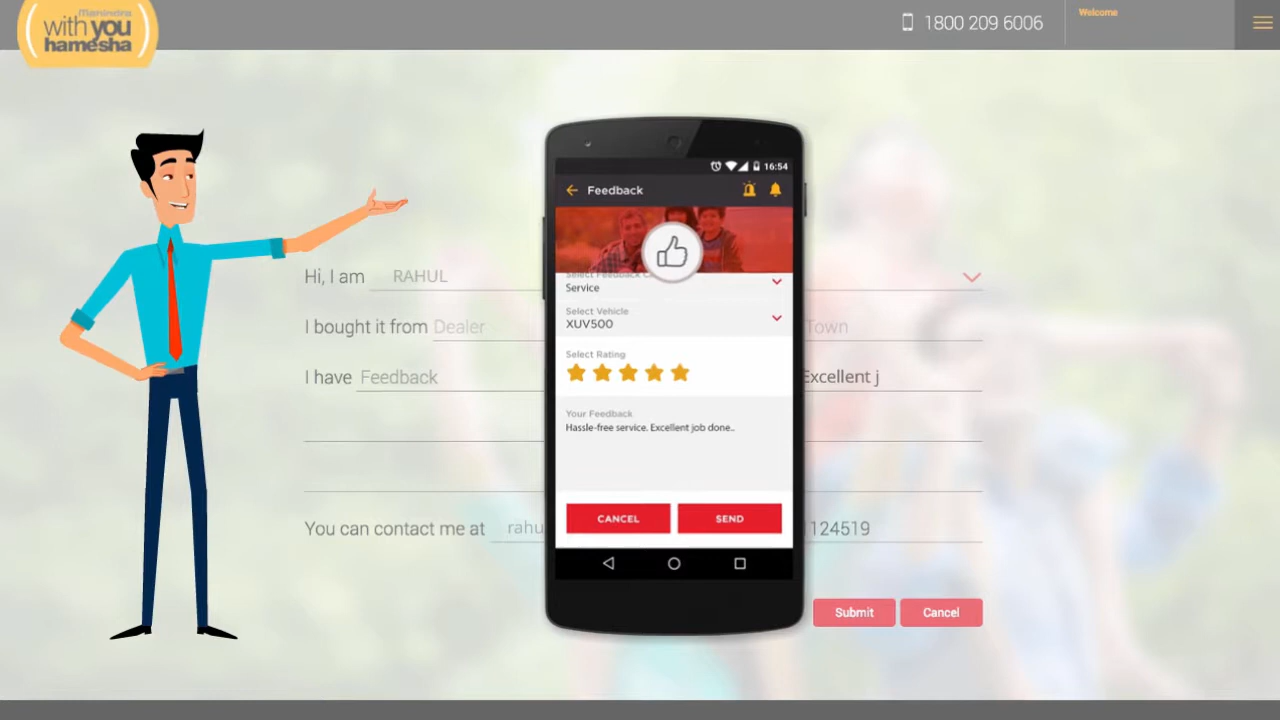 Mahindra
with you
hamesha
1800 209 6006
Welcome
16:54
Feedback
Select Feedback
Service
Select Vehicle
XUV500
Select Rating
Your Feedback
Hassle-free service. Excellent job done..
CANCEL
SEND
Hi, I am RAHUL
I bought it from Dealer
Town
I have Feedback
Excellent j
You can contact me at rahu
124519
Submit
Cancel